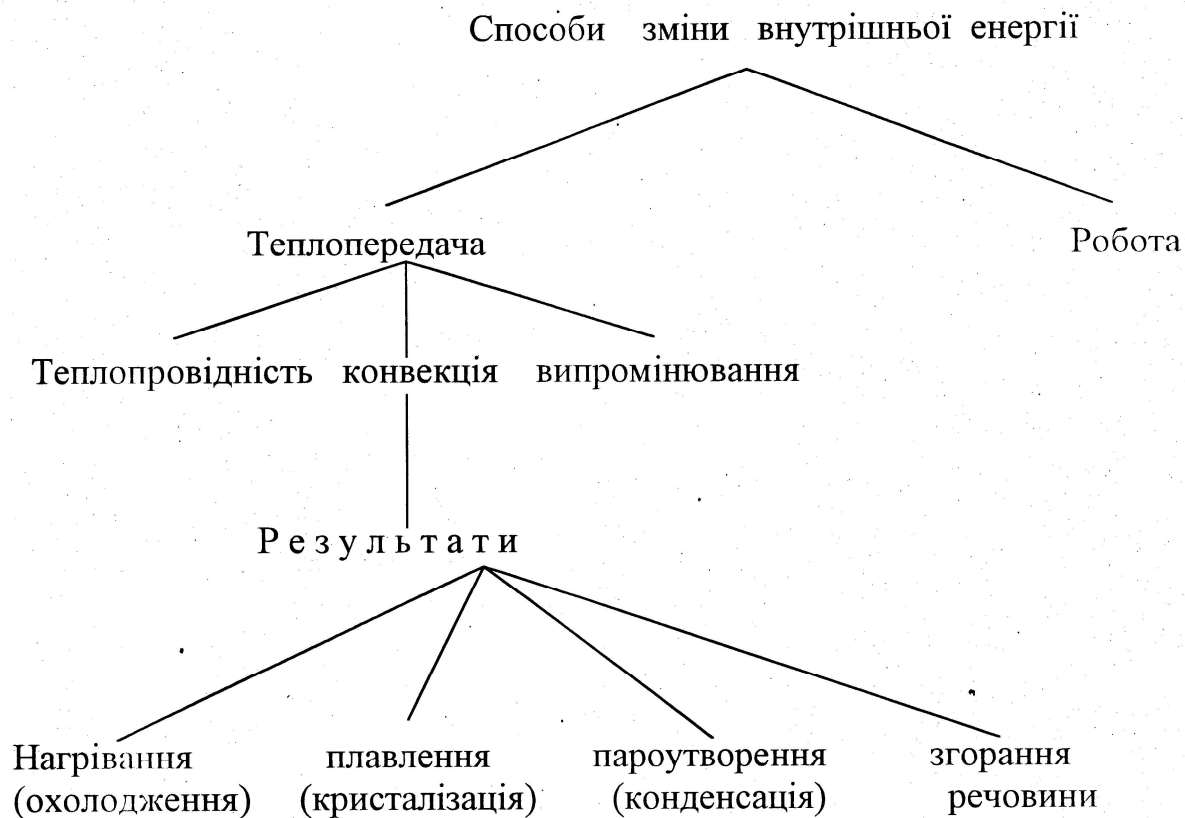 Способи зміни внутрішньої енергії
Теплопередача Робота
Теплопровідність конвекція випромінювання
Результати
Нагрівання плавлення пароутворення згорання
(охолодження) (кристалізація) (конденсація) речовини